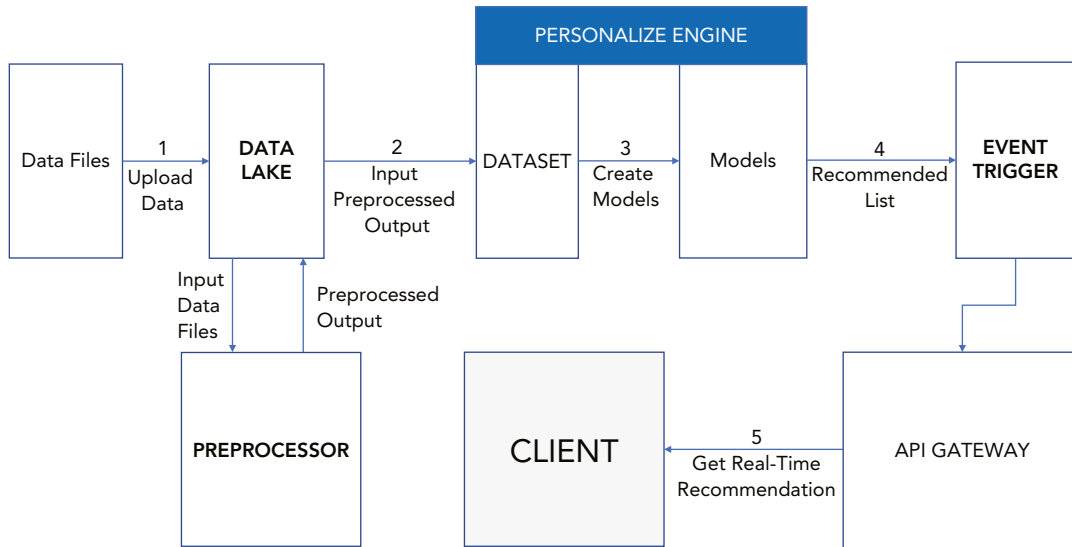 PERSONALIZE ENGINE
Data Files
1
Upload
Data
DATA
LAKE
2
Input
Preprocessed
Output
DATASET
3
Create
Models
Models
4
Recommended
List
EVENT
TRIGGER
Input
Data
Files
Preprocessed
Output
PREPROCESSOR
CLIENT
5
Get Real-Time
Recommendation
API GATEWAY